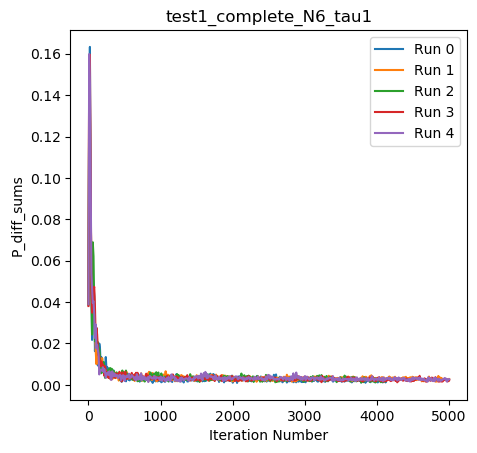 test1_complete_N6_tau1
Run 0
Run 1
Run 2
Run 3
Run 4
P_diff_sums
0.16
0.14
0.12
0.10
0.08
0.06
0.04
0.02
0.00
0 1000 2000 3000 4000 5000
Iteration Number